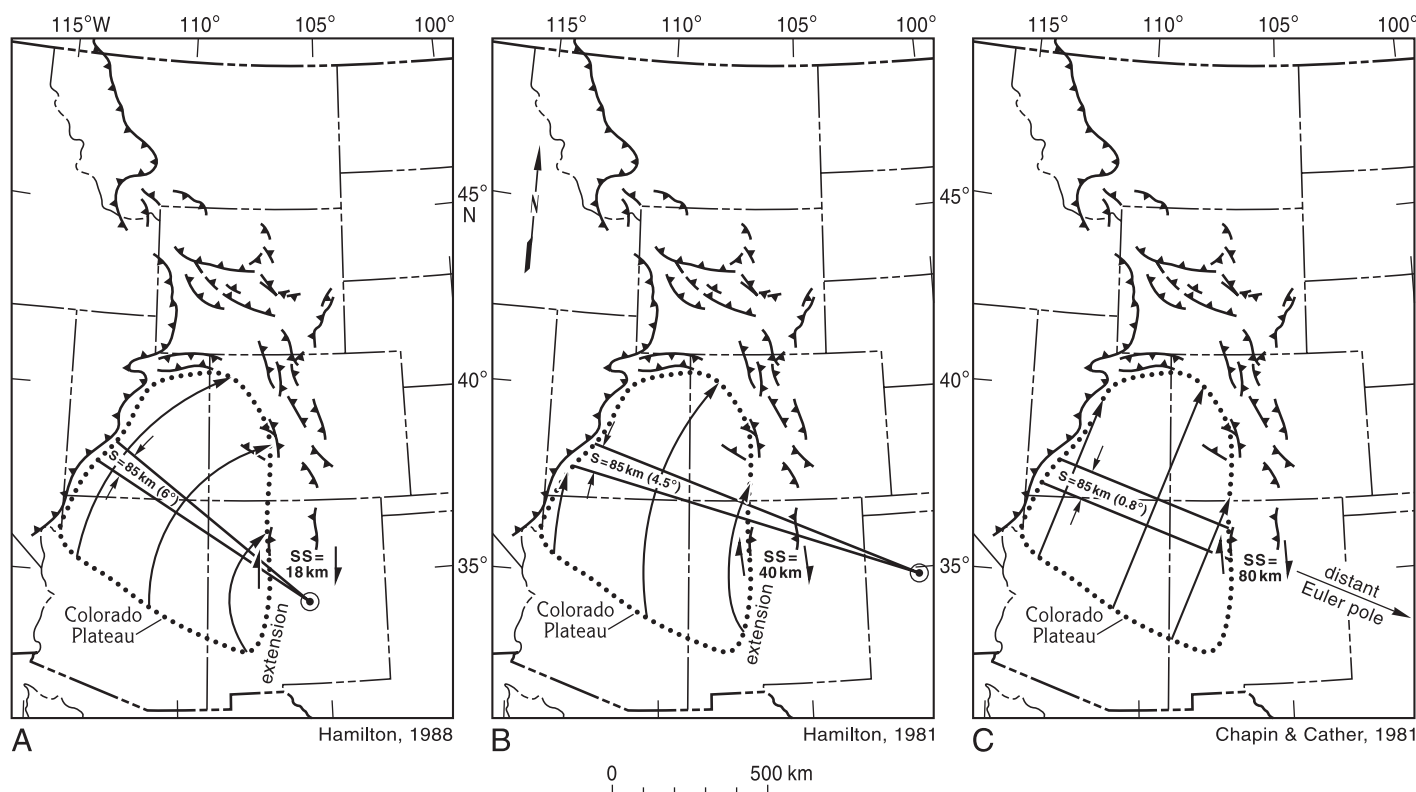 115°W 110° 105° 100°
115° 110° 105° 100°
115° 110° 105° 100°
45°
N
N
45°
40°
40°
35°
35°
S=85 km (6°)
SS=
18 km
Colorado
Plateau
extension
A
Hamilton, 1988
S=85 km (4.5°)
SS=
40 km
Colorado
Plateau
extension
B
Hamilton, 1981
S=85 km (0.8°)
SS=
80 km
distant
Euler pole
Colorado
Plateau
C
Chapin & Cather, 1981
0 500 km